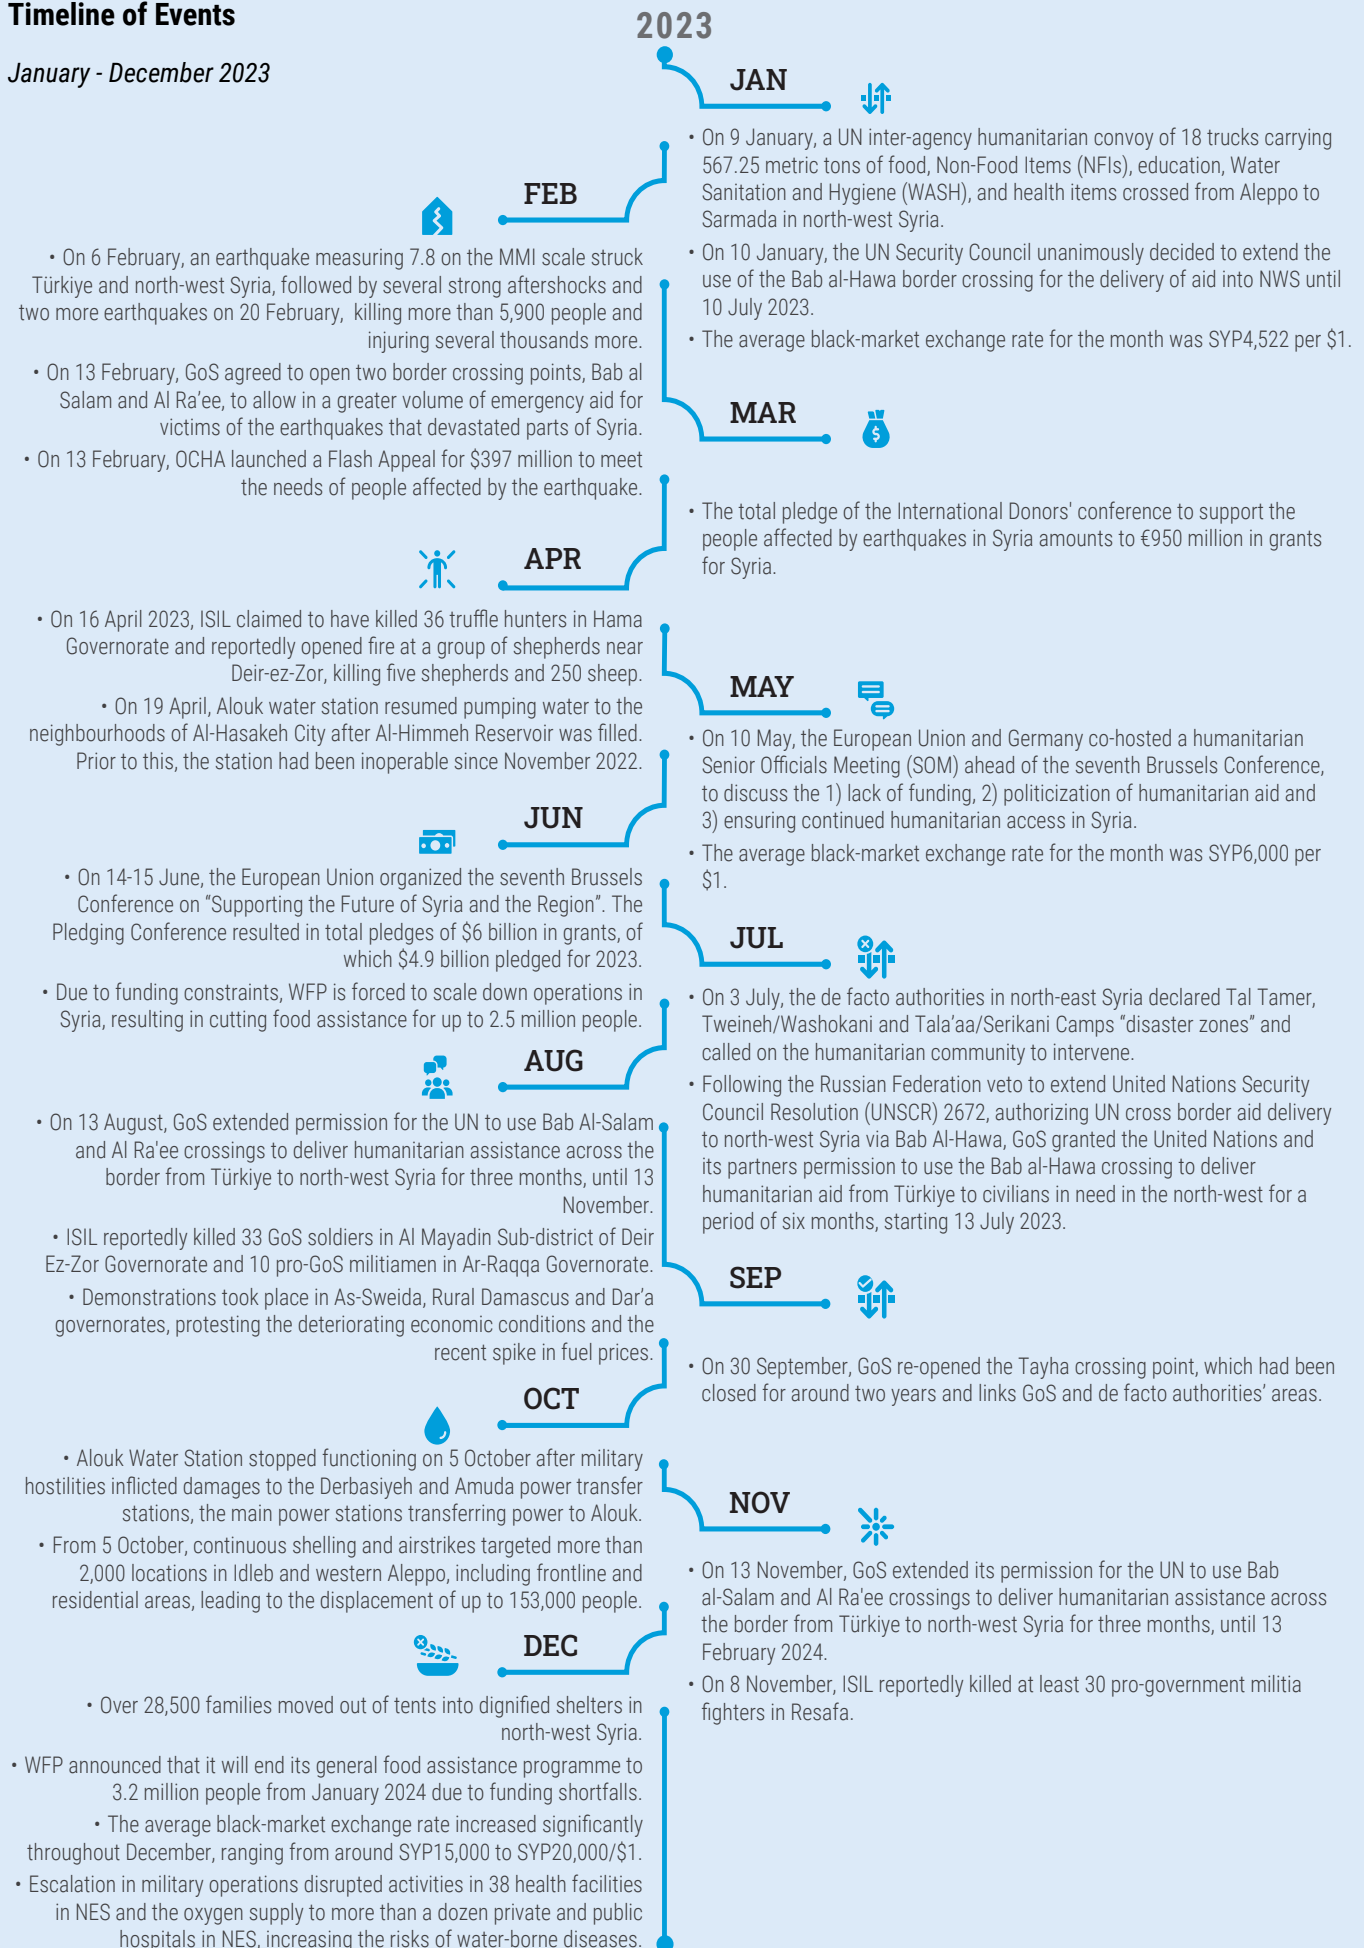 Timeline of Events
January - December 2023
2023
JAN
• On 9 January, a UN inter-agency humanitarian convoy of 18 trucks carrying
567.25 metric tons of food, Non-Food Items (NFIs), education, Water
Sanitation and Hygiene (WASH), and health items crossed from Aleppo to
Sarmada in north-west Syria.
• On 10 January, the UN Security Council unanimously decided to extend the
use of the Bab al-Hawa border crossing for the delivery of aid into NWS until
10 July 2023.
• The average black-market exchange rate for the month was SYP4,522 per $1.
FEB
• On 6 February, an earthquake measuring 7.8 on the MMI scale struck
Türkiye and north-west Syria, followed by several strong aftershocks and
two more earthquakes on 20 February, killing more than 5,900 people and
injuring several thousands more.
• On 13 February, GoS agreed to open two border crossing points, Bab al
Salam and Al Ra’ee, to allow in a greater volume of emergency aid for
victims of the earthquakes that devastated parts of Syria.
• On 13 February, OCHA launched a Flash Appeal for $397 million to meet
the needs of people affected by the earthquake.
MAR
• The total pledge of the International Donors' conference to support the
people affected by earthquakes in Syria amounts to €950 million in grants
for Syria.
APR
• On 16 April 2023, ISIL claimed to have killed 36 truffle hunters in Hama
Governorate and reportedly opened fire at a group of shepherds near
Deir-ez-Zor, killing five shepherds and 250 sheep.
• On 19 April, Alouk water station resumed pumping water to the
neighbourhoods of Al-Hasakeh City after Al-Himmeh Reservoir was filled.
Prior to this, the station had been inoperable since November 2022.
MAY
• On 10 May, the European Union and Germany co-hosted a humanitarian
Senior Officials Meeting (SOM) ahead of the seventh Brussels Conference,
to discuss the 1) lack of funding, 2) politicization of humanitarian aid and
3) ensuring continued humanitarian access in Syria.
• The average black-market exchange rate for the month was SYP6,000 per
$1.
JUN
• On 14-15 June, the European Union organized the seventh Brussels
Conference on “Supporting the Future of Syria and the Region”. The
Pledging Conference resulted in total pledges of $6 billion in grants, of
which $4.9 billion pledged for 2023.
• Due to funding constraints, WFP is forced to scale down operations in
Syria, resulting in cutting food assistance for up to 2.5 million people.
JUL
• On 3 July, the de facto authorities in north-east Syria declared Tal Tamer,
Tweineh/Washokani and Tala’aa/Serikani Camps “disaster zones” and
called on the humanitarian community to intervene.
• Following the Russian Federation veto to extend United Nations Security
Council Resolution (UNSCR) 2672, authorizing UN cross border aid delivery
to north-west Syria via Bab Al-Hawa, GoS granted the United Nations and
its partners permission to use the Bab al-Hawa crossing to deliver
humanitarian aid from Türkiye to civilians in need in the north-west for a
period of six months, starting 13 July 2023.
AUG
• On 13 August, GoS extended permission for the UN to use Bab Al-Salam
and Al Ra'ee crossings to deliver humanitarian assistance across the
border from Türkiye to north-west Syria for three months, until 13
November.
• ISIL reportedly killed 33 GoS soldiers in Al Mayadin Sub-district of Deir
Ez-Zor Governorate and 10 pro-GoS militiamen in Ar-Raqqa Governorate.
• Demonstrations took place in As-Sweida, Rural Damascus and Dar’a
governorates, protesting the deteriorating economic conditions and the
recent spike in fuel prices.
SEP
• On 30 September, GoS re-opened the Tayha crossing point, which had been
closed for around two years and links GoS and de facto authorities’ areas.
OCT
• Alouk Water Station stopped functioning on 5 October after military
hostilities inflicted damages to the Derbasiyeh and Amuda power transfer
stations, the main power stations transferring power to Alouk.
• From 5 October, continuous shelling and airstrikes targeted more than
2,000 locations in Idleb and western Aleppo, including frontline and
residential areas, leading to the displacement of up to 153,000 people.
NOV
• On 13 November, GoS extended its permission for the UN to use Bab
al-Salam and Al Ra'ee crossings to deliver humanitarian assistance across
the border from Türkiye to north-west Syria for three months, until 13
February 2024.
• On 8 November, ISIL reportedly killed at least 30 pro-government militia
fighters in Resafa.
DEC
• Over 28,500 families moved out of tents into dignified shelters in
north-west Syria.
• WFP announced that it will end its general food assistance programme to
3.2 million people from January 2024 due to funding shortfalls.
• The average black-market exchange rate increased significantly
throughout December, ranging from around SYP15,000 to SYP20,000/$1.
• Escalation in military operations disrupted activities in 38 health facilities
in NES and the oxygen supply to more than a dozen private and public
hospitals in NES, increasing the risks of water-borne diseases.